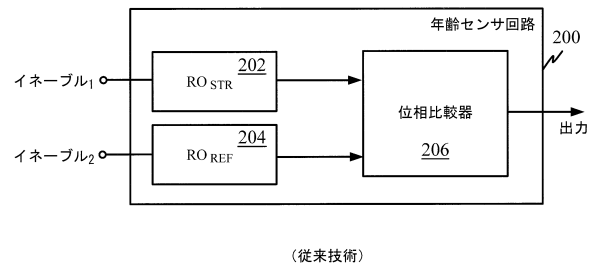 年齢センサ回路
200
イネーブル1
202
RO STR
イネーブル2
204
RO REF
位相比較器
206
出力
(従来技術)